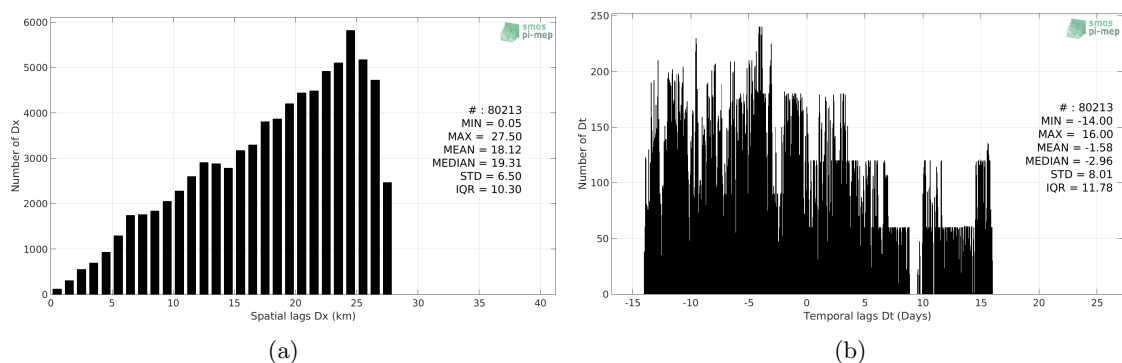 6000
5000
4000
3000
2000
1000
0
Number of Dx
smos
pi-mep
# : 80213
MIN = 0.05
MAX = 27.50
MEAN = 18.12
MEDIAN = 19.31
STD = 6.50
IQR = 10.30
0 5 10 15 20 25 30 35 40
Spatial lags Dx (km)
(a)
250
200
150
100
50
0
Number of Dt
smos
pi-mep
# : 80213
MIN = -14.00
MAX = 16.00
MEAN = -1.58
MEDIAN = -2.96
STD = 8.01
IQR = 11.78
-15 -10 -5 0 5 10 15 20 25
Temporal lags Dt (Days)
(b)